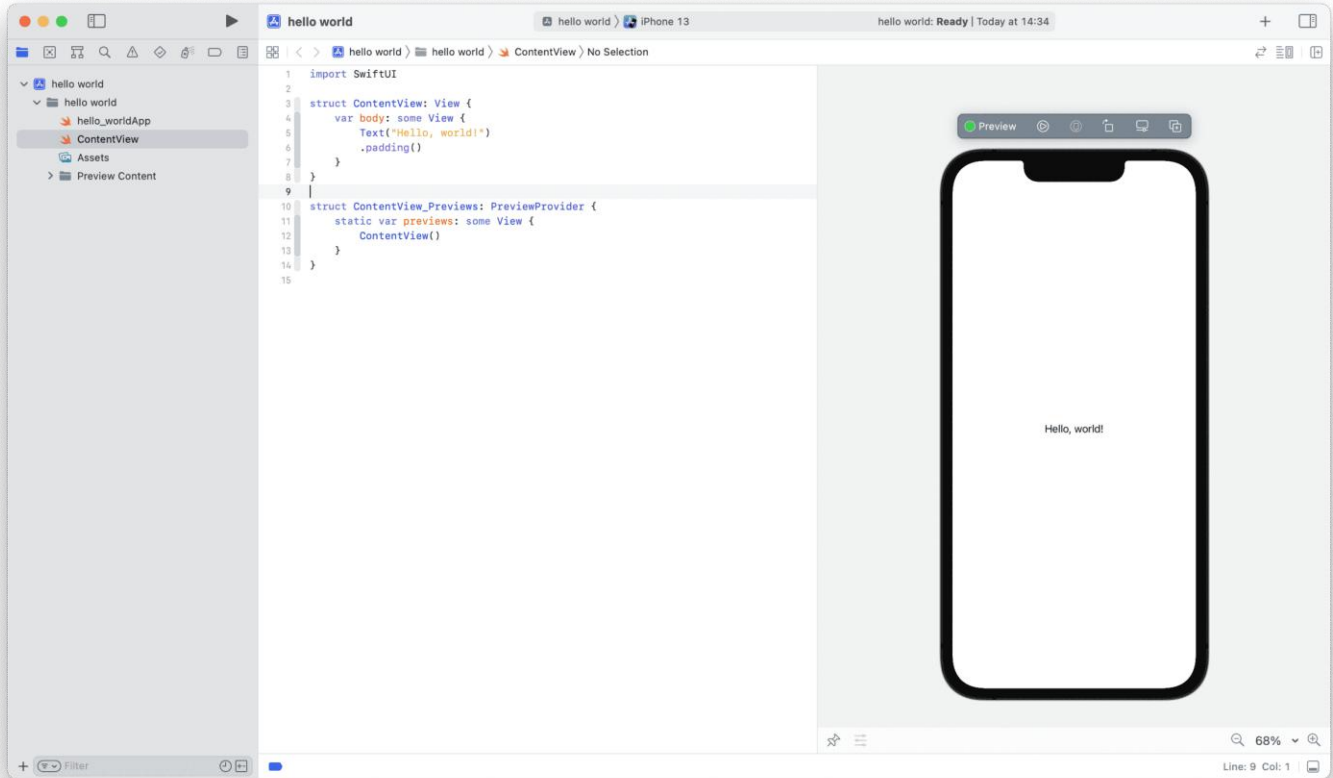 hello world
hello world 〉 iPhone 13
hello world: Ready | Today at 14:34
hello world 〉 hello world 〉 ContentView 〉 No Selection
hello world
hello world
hello_worldApp
ContentView
Assets
Preview Content
1 import SwiftUI
2
3 struct ContentView: View {
4     var body: some View {
5         Text("Hello, world!")
6         .padding()
7     }
8 }
9
10 struct ContentView_Previews: PreviewProvider {
11     static var previews: some View {
12         ContentView()
13     }
14 }
15
Preview
Hello, world!
68%
Filter
Line: 9 Col: 1